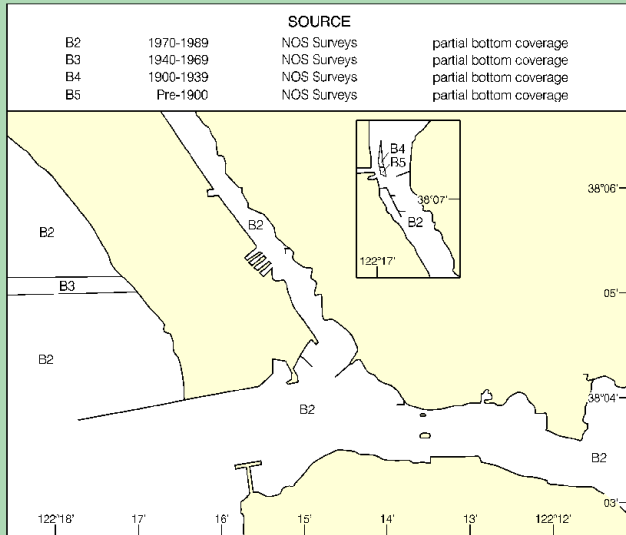 SOURCE
B2 1970-1989 NOS Surveys partial bottom coverage
B3 1940-1969 NOS Surveys partial bottom coverage
B4 1900-1939 NOS Surveys partial bottom coverage
B5 Pre-1900 NOS Surveys partial bottom coverage
B4
B5
38°06'
38°07'
B2
B2
B2
122°17'
B3
05'
B2
38°04'
B2
B2
03'
122°18' 17' 16' 15' 14' 13' 122°12'